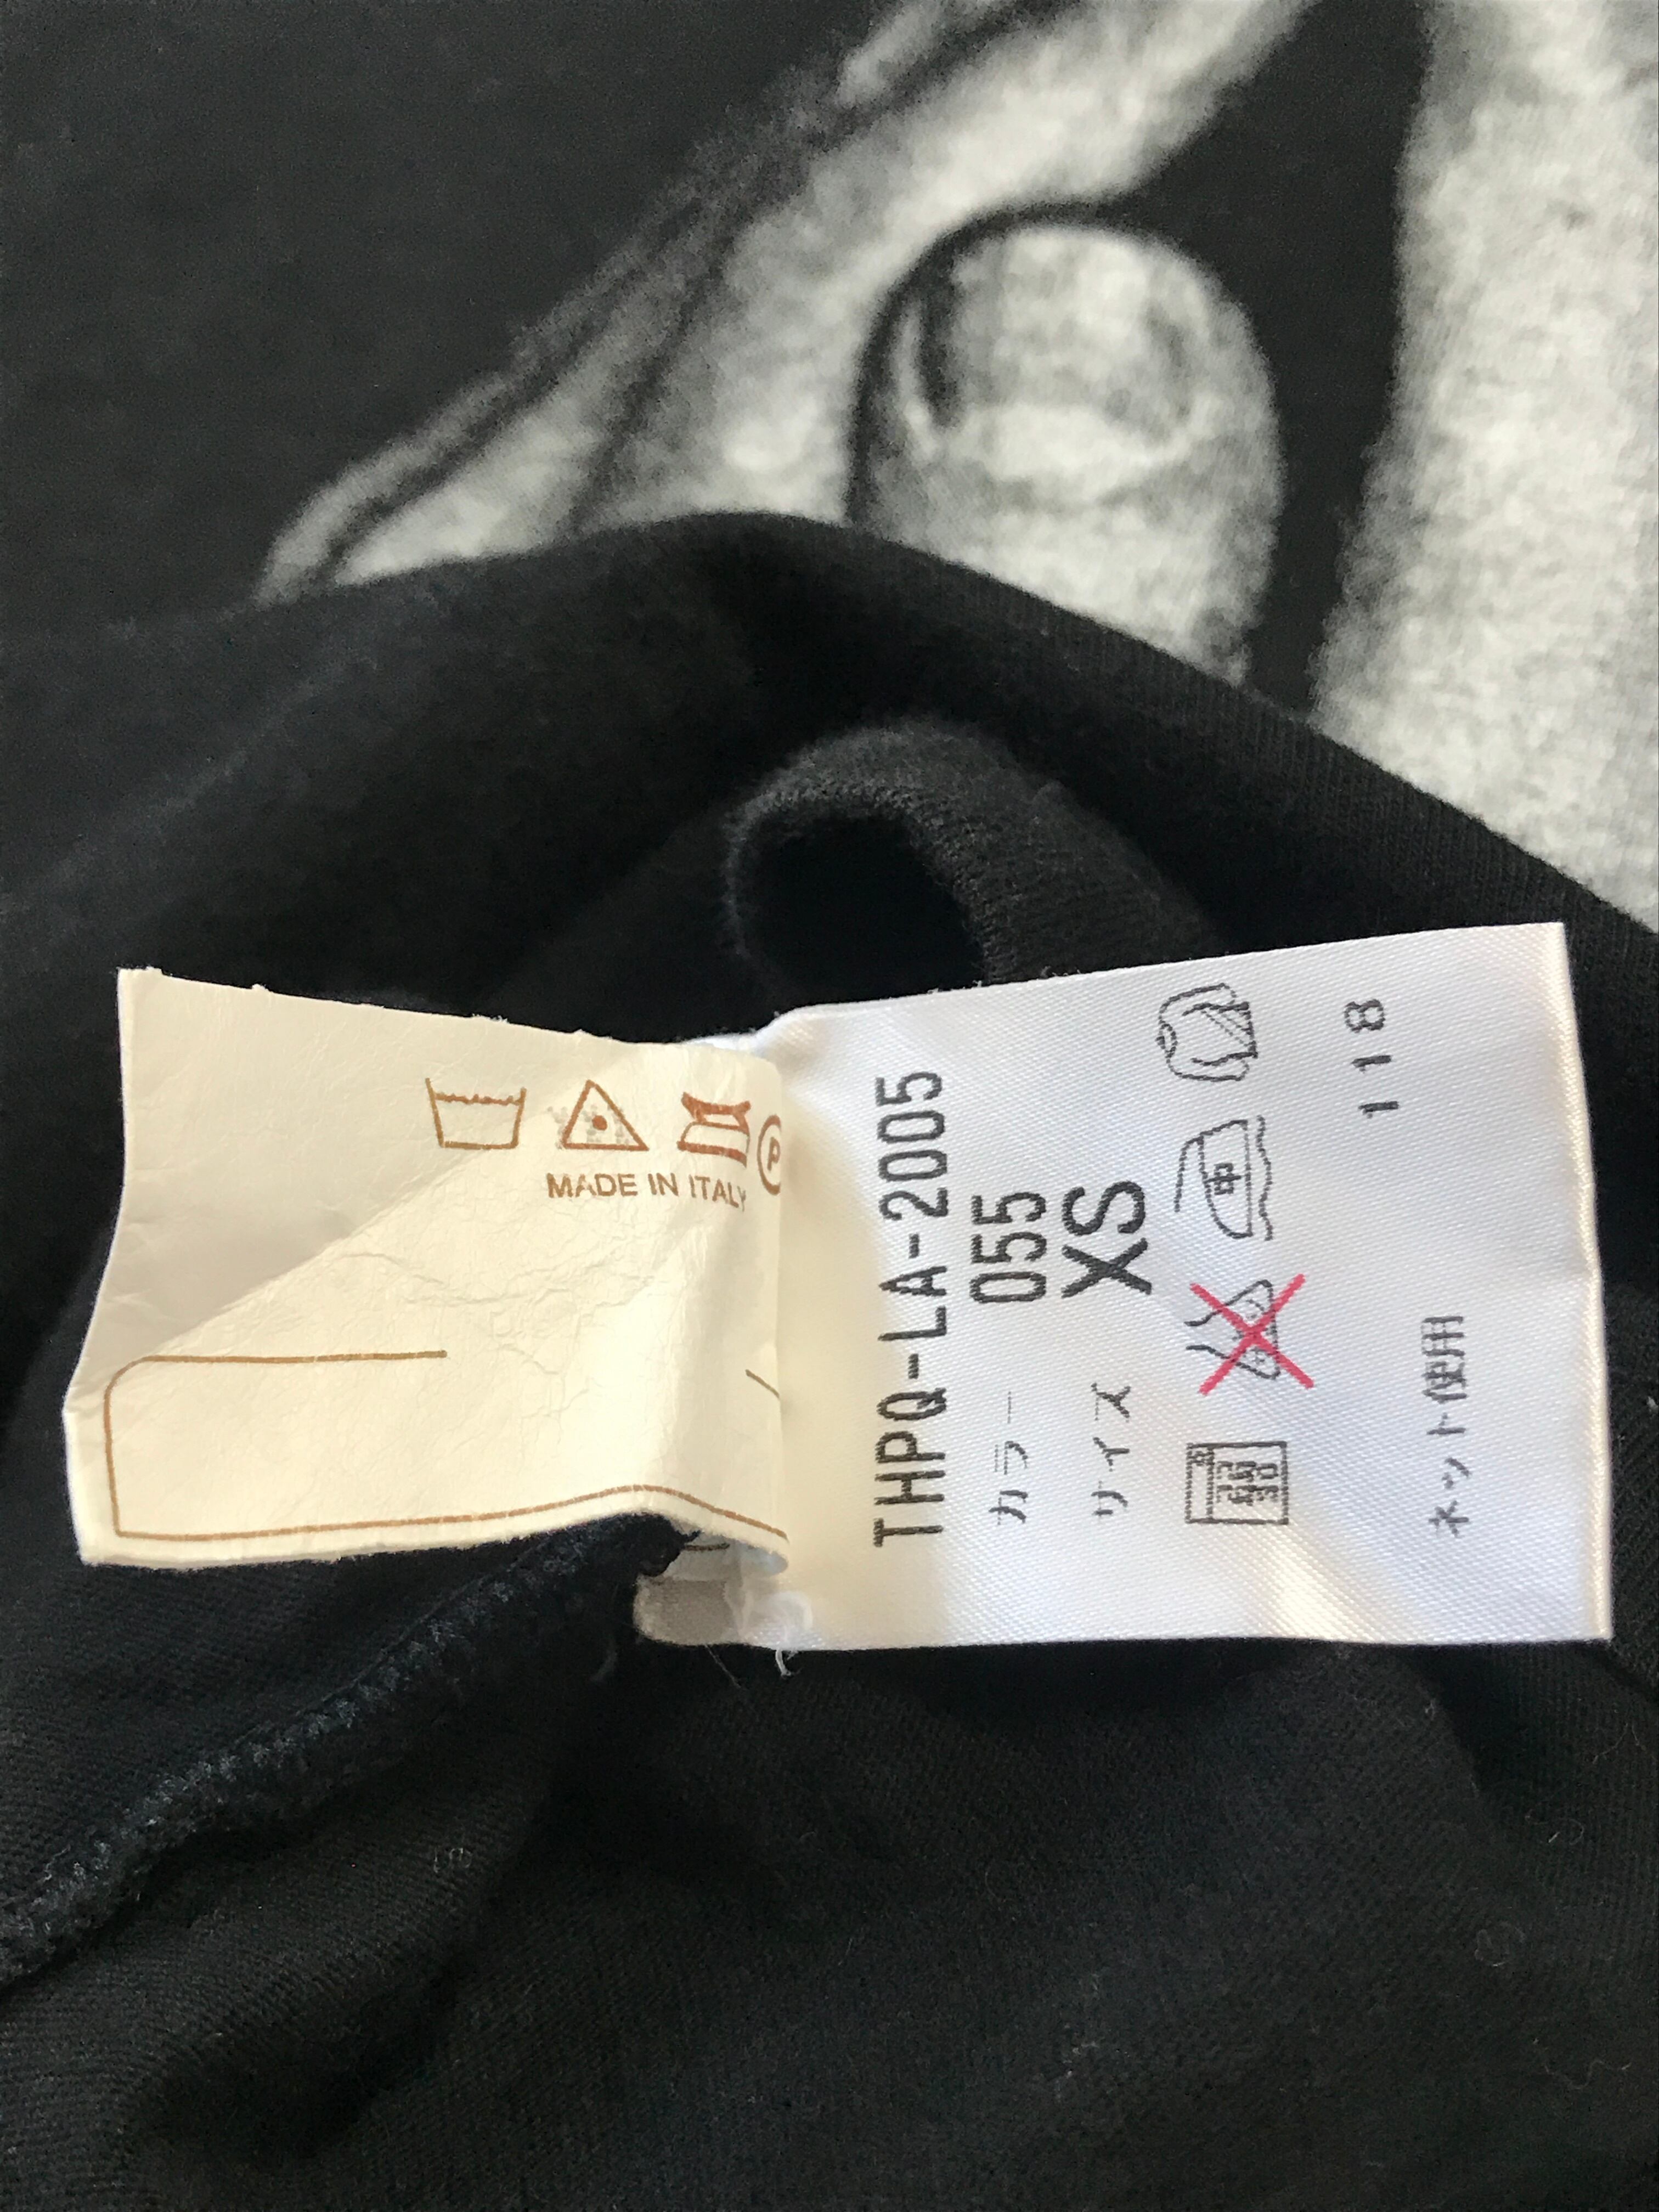 MADE IN ITALY
P
THPQ-LA-2005
カラー 055
サイズ XS
中
弱
118
ネット使用